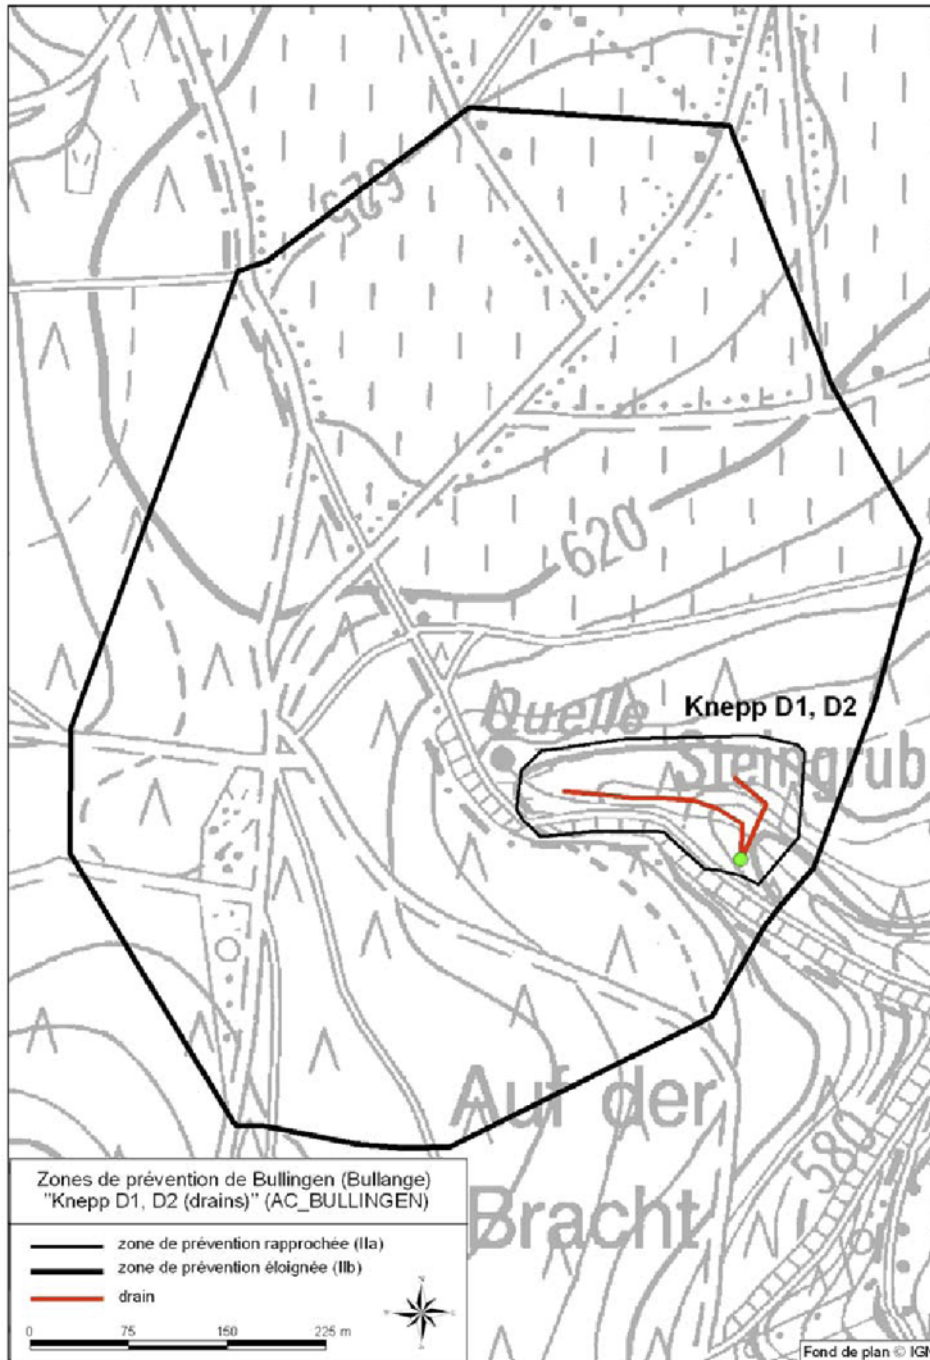 625
620
Quelle
Knepp D1, D2
Steingrub
Auf der
Bracht
580
Zones de prévention de Bullingen (Bullange)
"Knepp D1, D2 (drains)" (AC_BULLINGEN)
zone de prévention rapprochée (IIa)
zone de prévention éloignée (IIb)
drain
0 75 150 225 m
Fond de plan © IGN